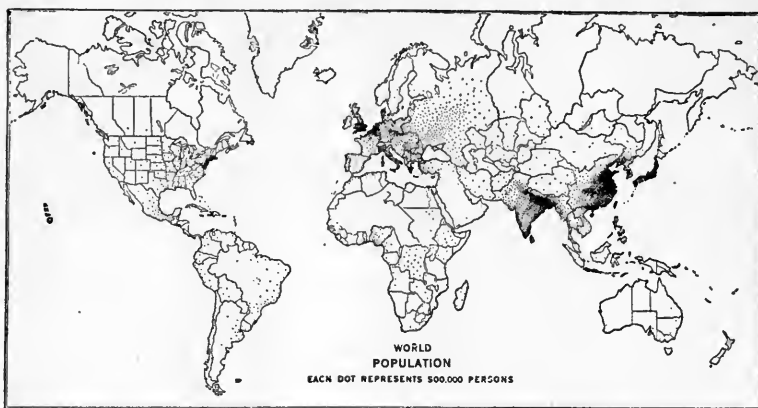 WORLD
POPULATION
EACH DOT REPRESENTS 500,000 PERSONS